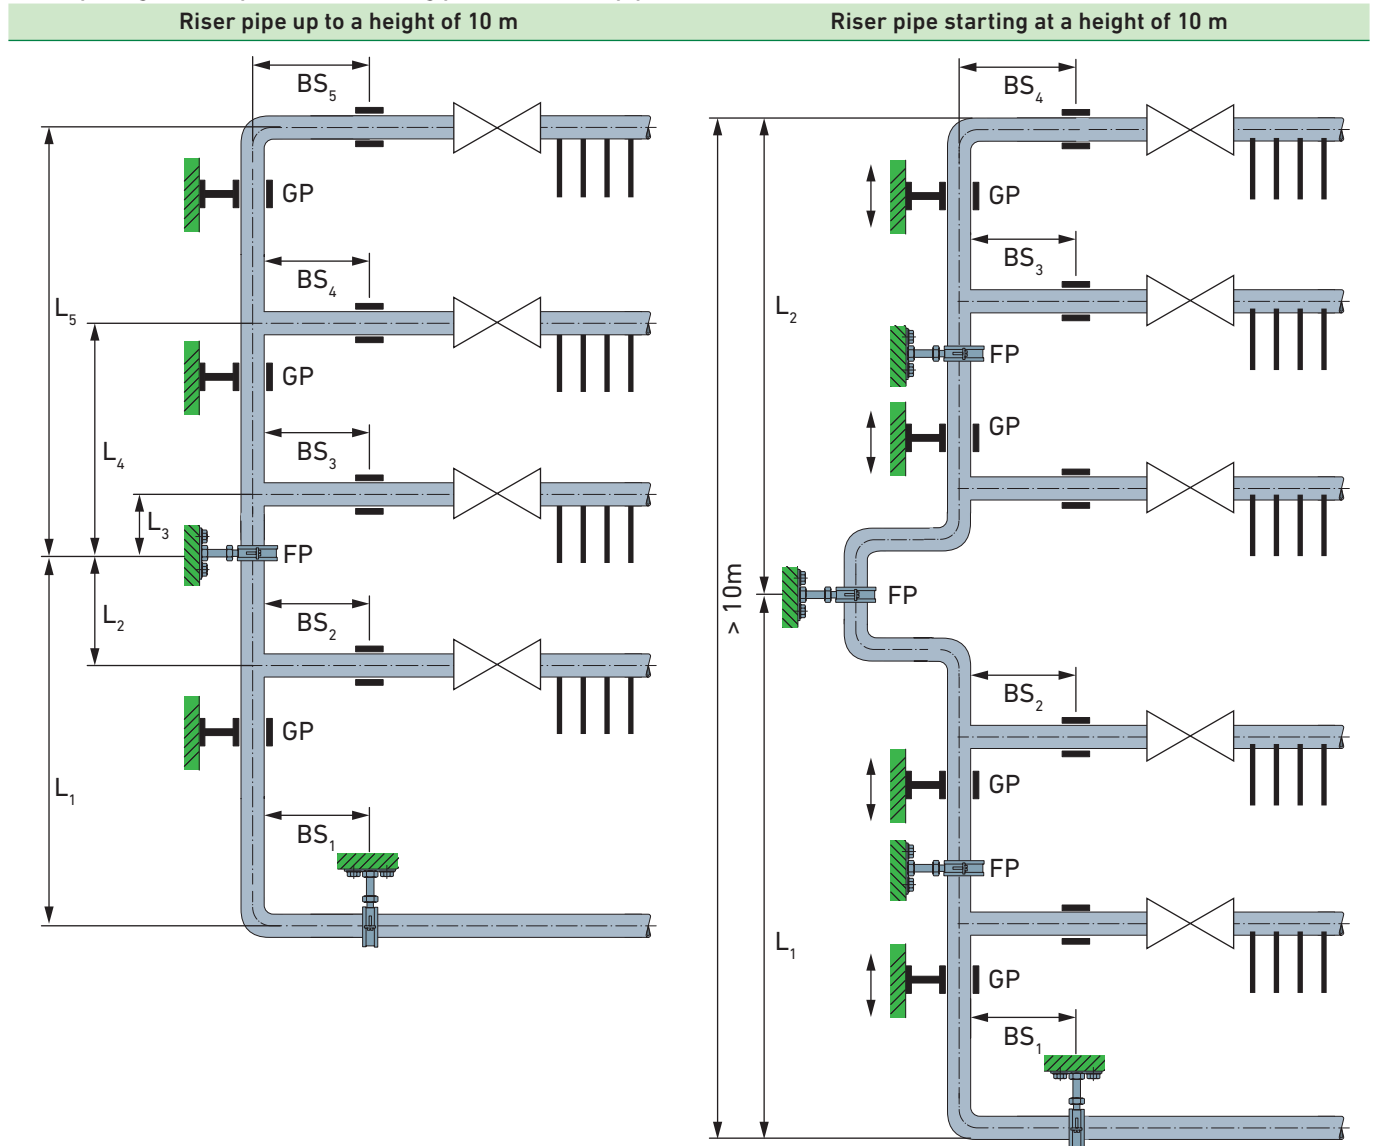 Riser pipe up to a height of 10 m
Riser pipe starting at a height of 10 m
BS₅
GP
BS₄
L₅
GP
L₄
BS₃
L₃
FP
L₂
BS₂
GP
L₁
BS₁
BS₄
GP
BS₃
L₂
FP
GP
> 10m
FP
BS₂
GP
FP
L₁
GP
BS₁